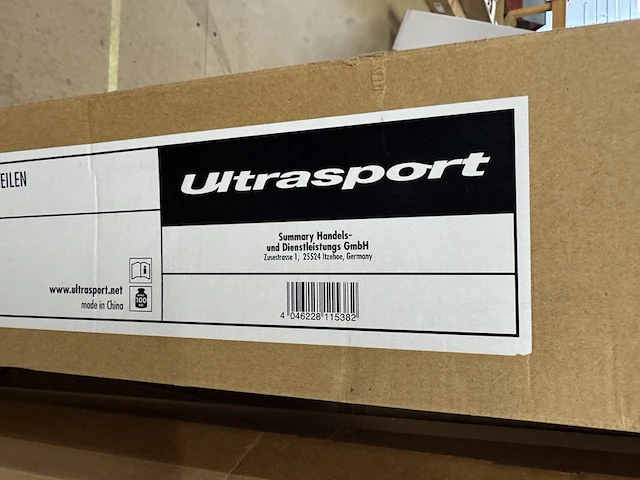 EILEN
Ultrasport
Summary Handels-
und Dienstleistungs GmbH
Zusestrasse 1, 25524 Itzehoe, Germany
www.ultrasport.net
made in China
100
4 046228 115382